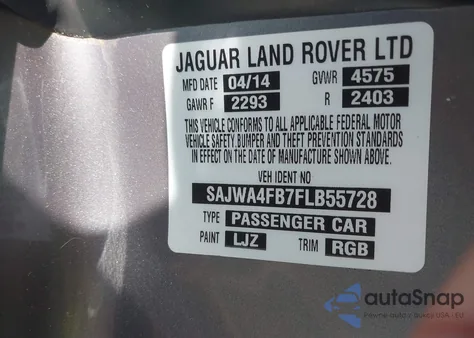 JAGUAR LAND ROVER LTD
MFD DATE 04/14 GVWR 4575
GAWR F 2293 R 2403
THIS VEHICLE CONFORMS TO ALL APPLICABLE FEDERAL MOTOR
VEHICLE SAFETY, BUMPER AND THEFT PREVENTION STANDARDS
IN EFFECT ON THE DATE OF MANUFACTURE SHOWN ABOVE.
VEH IDENT NO
SAJWA4FB7FLB55728
TYPE PASSENGER CAR
PAINT LJZ TRIM RGB
autoSnap